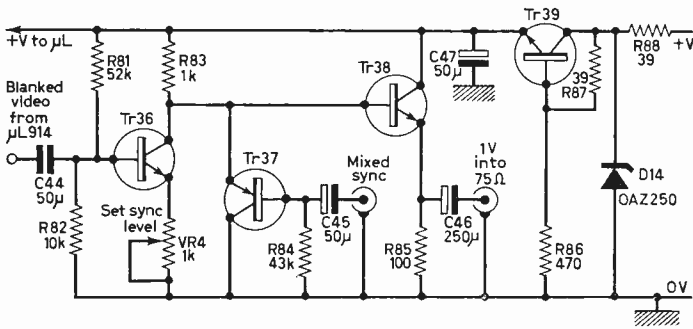 +V to μL
R81
52k
R83
1k
Tr36
Blanked
video
from
μL914
C44
50μ
R82
10k
Set sync
level
VR4
1k
Tr37
R84
43k
C45
50μ
Mixed
sync
Tr38
R85
100
C46
250μ
1V
into
75Ω
C47
50μ
Tr39
39
R87
R88
39
+V
R86
470
D14
OAZ250
0V